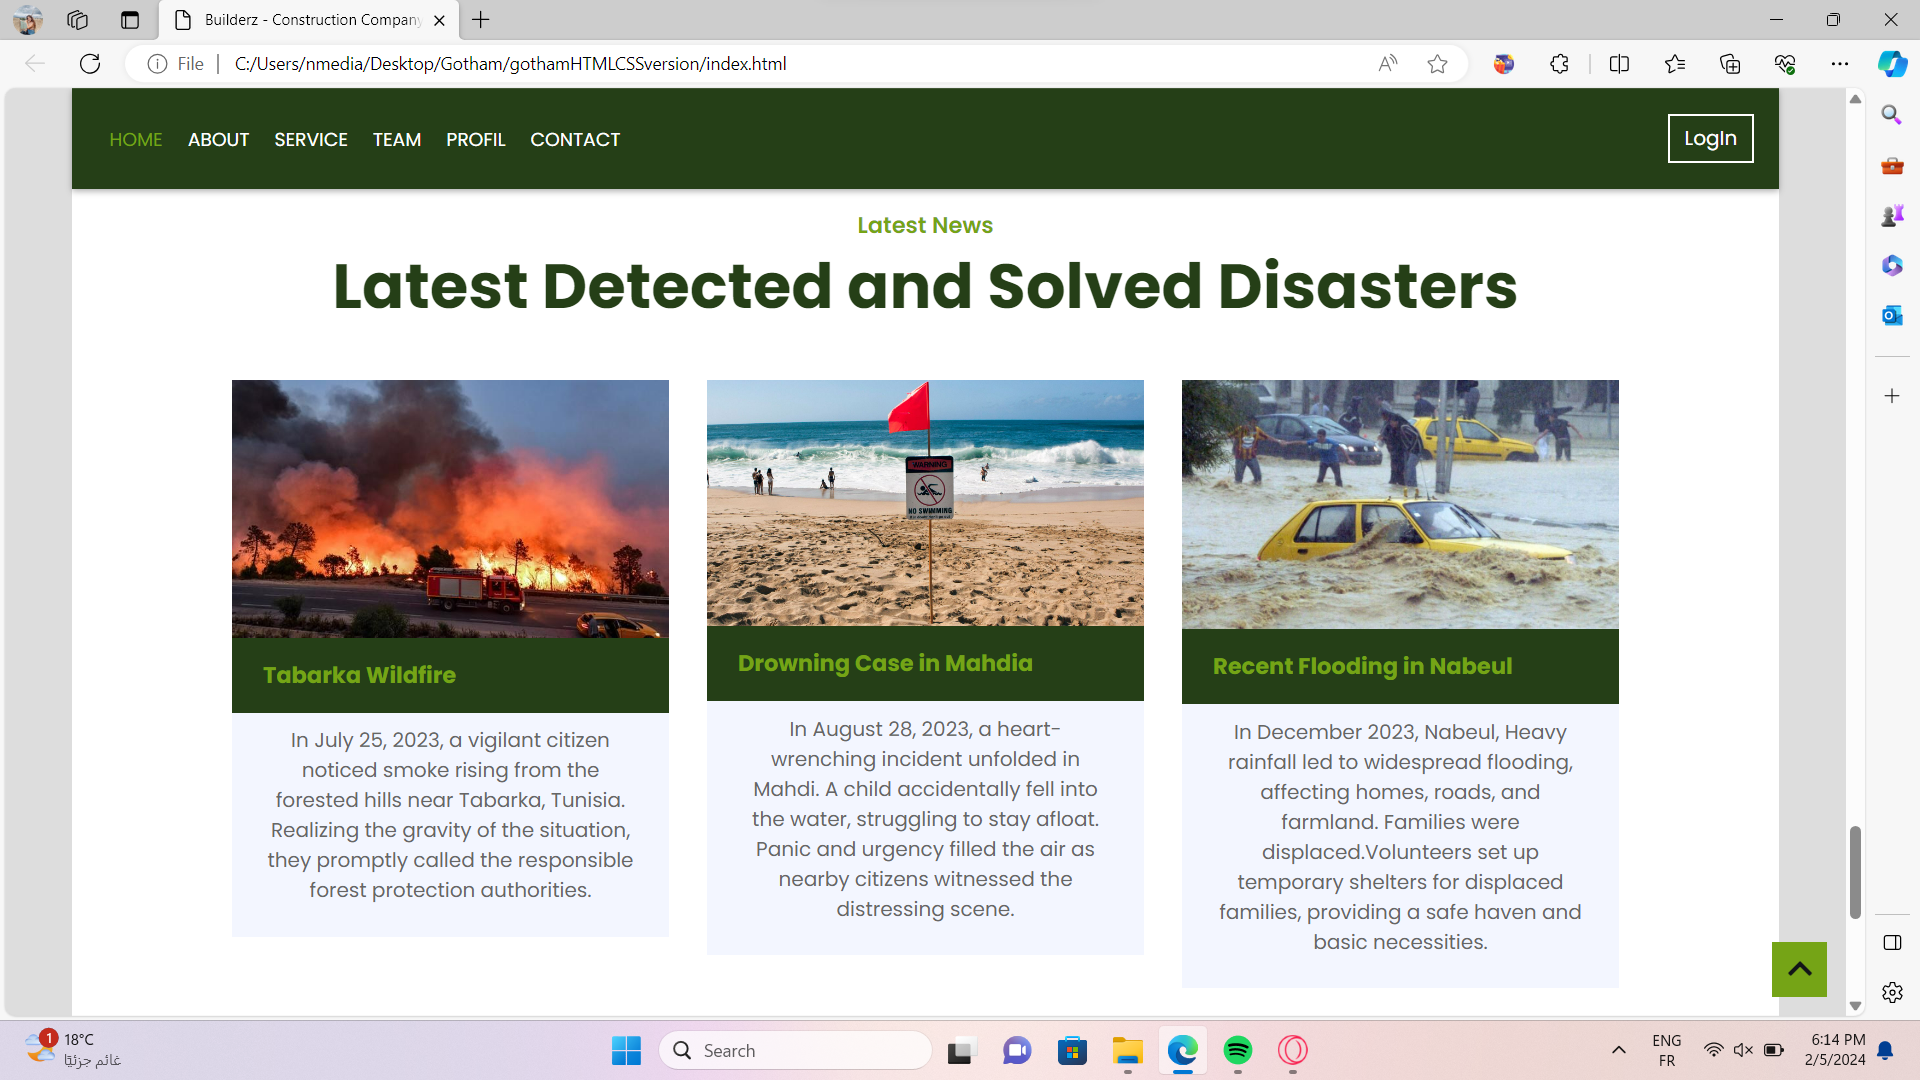 Builderz - Construction Company
File
C:/Users/nmedia/Desktop/Gotham/gothamHTMLCSSversion/index.html
HOME ABOUT SERVICE TEAM PROFIL CONTACT
LogIn
Latest News
Latest Detected and Solved Disasters
WARNING
NO SWIMMING
Tabarka Wildfire
In July 25, 2023, a vigilant citizen
noticed smoke rising from the
forested hills near Tabarka, Tunisia.
Realizing the gravity of the situation,
they promptly called the responsible
forest protection authorities.
Drowning Case in Mahdia
In August 28, 2023, a heart-
wrenching incident unfolded in
Mahdi. A child accidentally fell into
the water, struggling to stay afloat.
Panic and urgency filled the air as
nearby citizens witnessed the
distressing scene.
Recent Flooding in Nabeul
In December 2023, Nabeul, Heavy
rainfall led to widespread flooding,
affecting homes, roads, and
farmland. Families were
displaced.Volunteers set up
temporary shelters for displaced
families, providing a safe haven and
basic necessities.
1
18°C
غائم جزئيًا
Search
ENG
FR
6:14 PM
2/5/2024